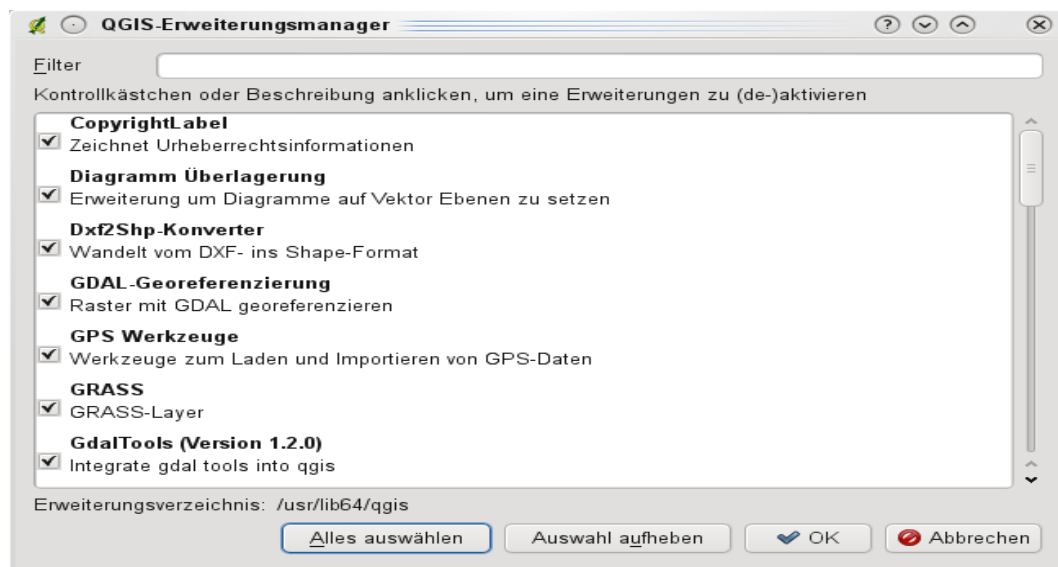 QGIS-Erweiterungsmanager
Filter
Kontrollkästchen oder Beschreibung anklicken, um eine Erweiterungen zu (de-)aktivieren
CopyrightLabel
Zeichnet Urheberrechtsinformationen
Diagramm Überlagerung
Erweiterung um Diagramme auf Vektor Ebenen zu setzen
Dxf2Shp-Konverter
Wandelt vom DXF- ins Shape-Format
GDAL-Georeferenzierung
Raster mit GDAL georeferenzieren
GPS Werkzeuge
Werkzeuge zum Laden und Importieren von GPS-Daten
GRASS
GRASS-Layer
GdalTools (Version 1.2.0)
Integrate gdal tools into qgis
Erweiterungsverzeichnis: /usr/lib64/qgis
Alles auswählen Auswahl aufheben OK Abbrechen